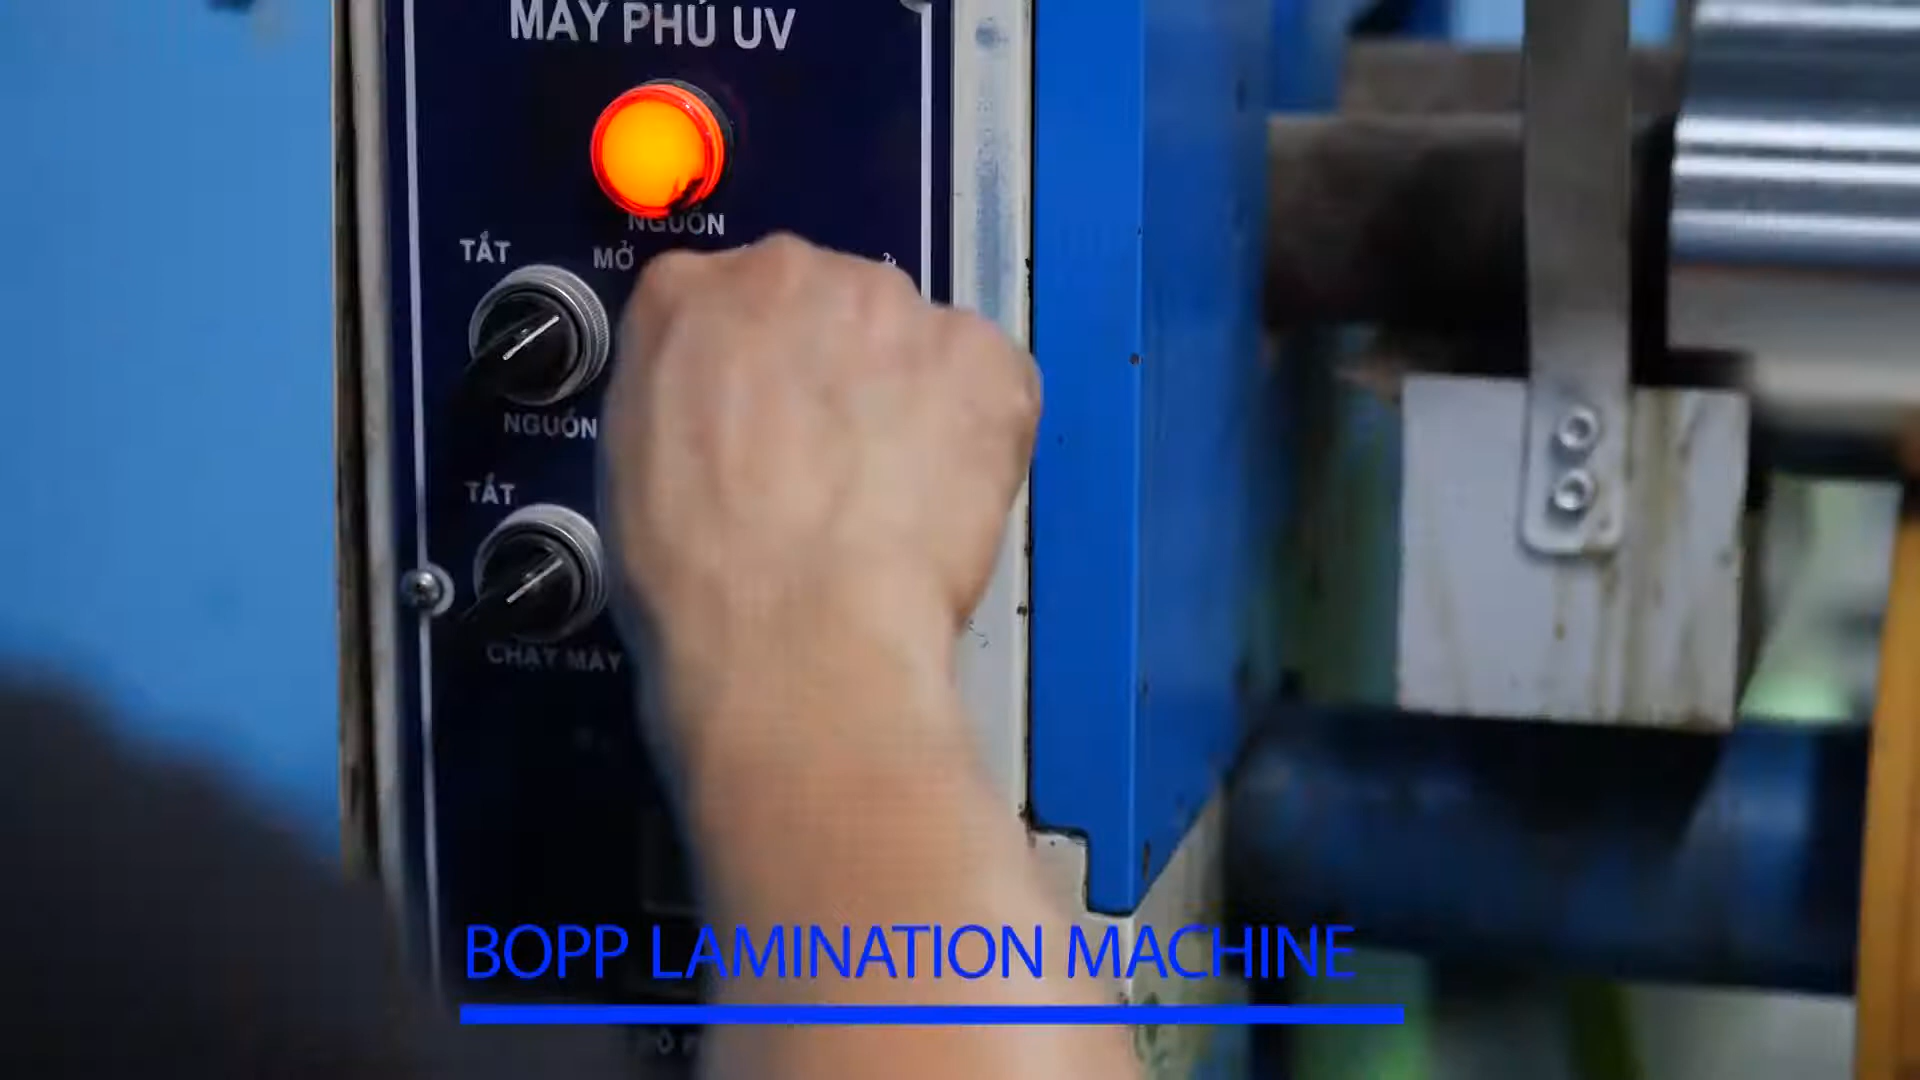 MÁY PHỦ UV
NGUỒN
TẮT MỞ
NGUỒN
TẮT
CHẠY MÁY
BOPP LAMINATION MACHINE